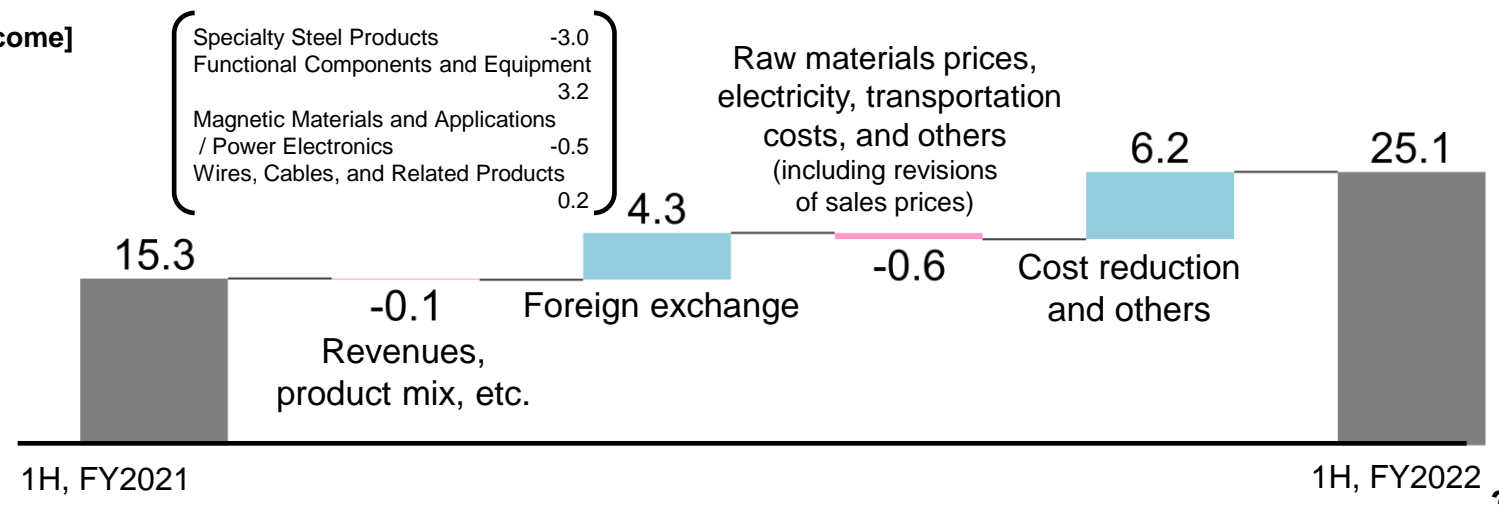 come]
Specialty Steel Products -3.0
Functional Components and Equipment
3.2
Magnetic Materials and Applications
/ Power Electronics -0.5
Wires, Cables, and Related Products
0.2
15.3
-0.1
Revenues,
product mix, etc.
4.3
Foreign exchange
Raw materials prices,
electricity, transportation
costs, and others
(including revisions
of sales prices)
-0.6
6.2
Cost reduction
and others
25.1
1H, FY2021
1H, FY2022